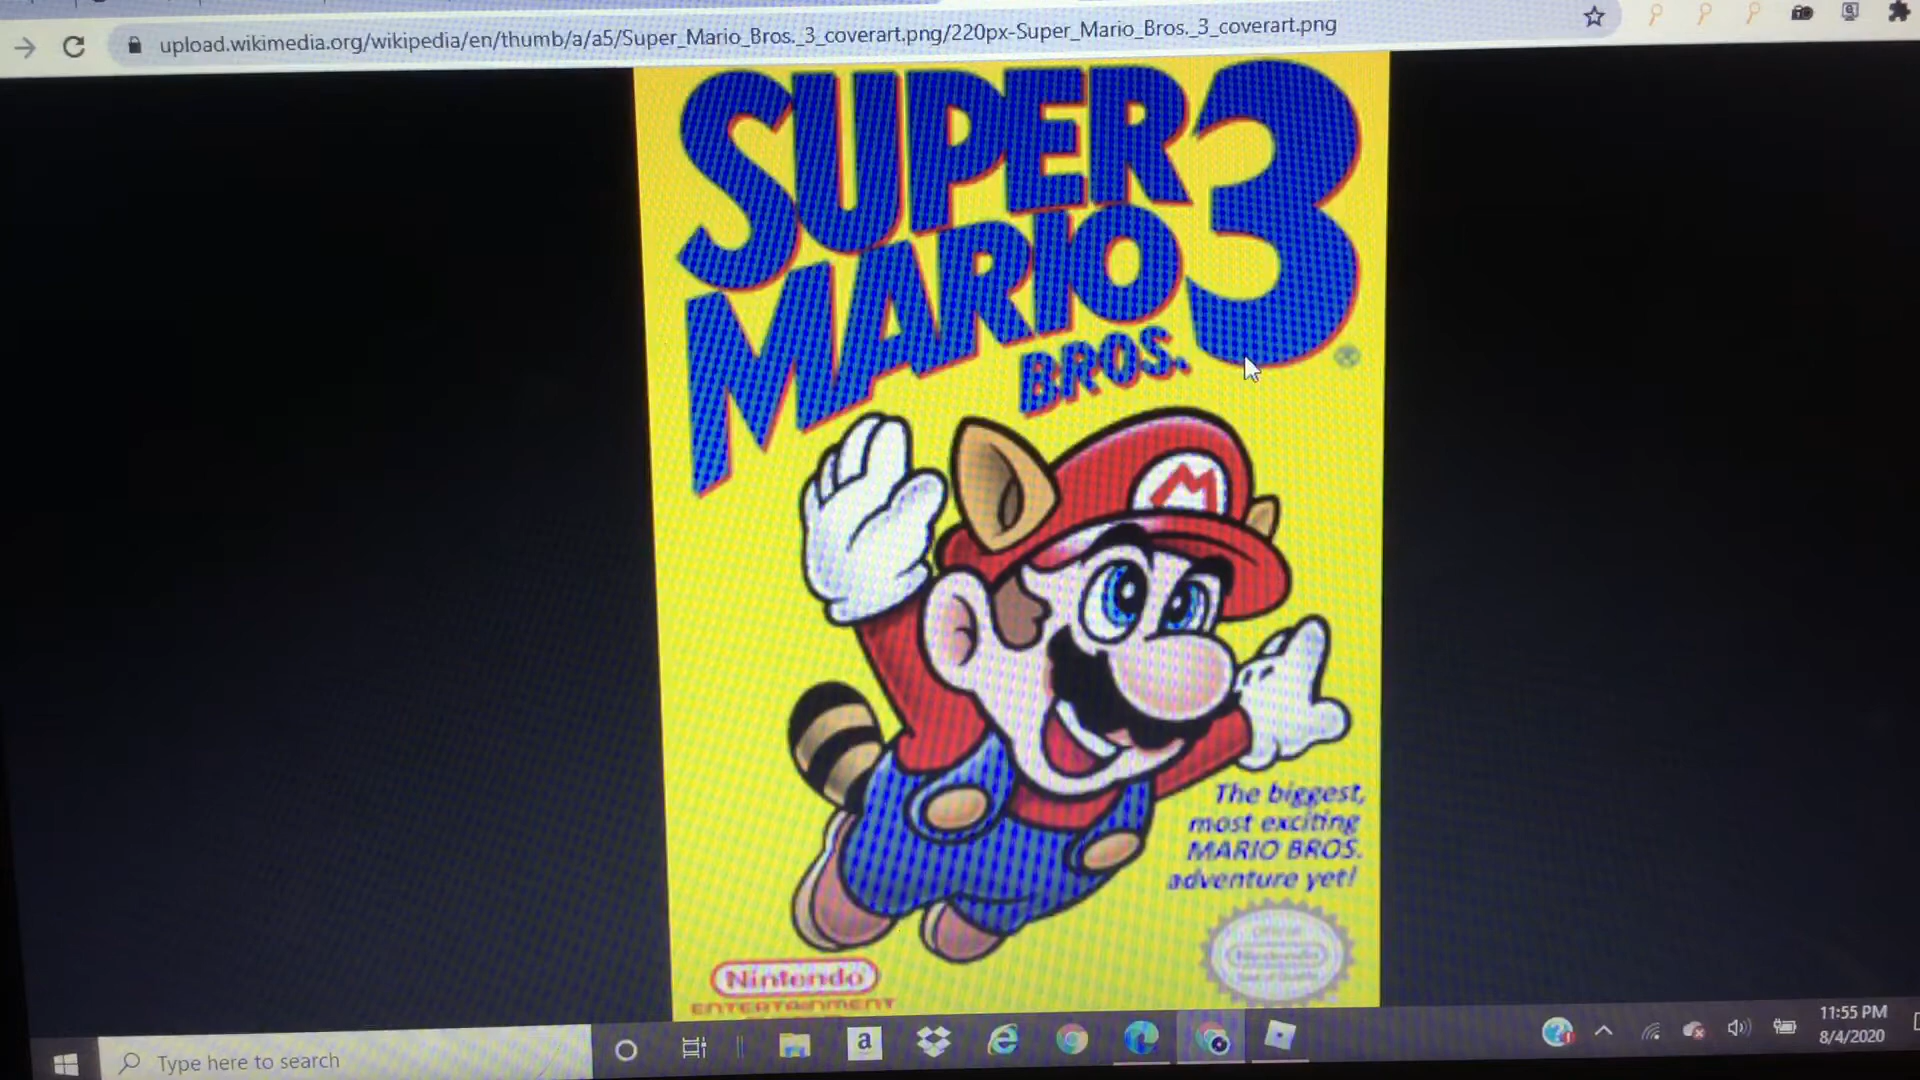 upload.wikimedia.org/wikipedia/en/thumb/a/a5/Super_Mario_Bros._3_coverart.png/220px-Super_Mario_Bros._3_coverart.png
SUPER
MARIO
BROS.
3
M
The biggest,
most exciting
MARIO BROS.
adventure yet!
Nintendo
ENTERTAINMENT
11:55 PM
8/4/2020
Type here to search
a